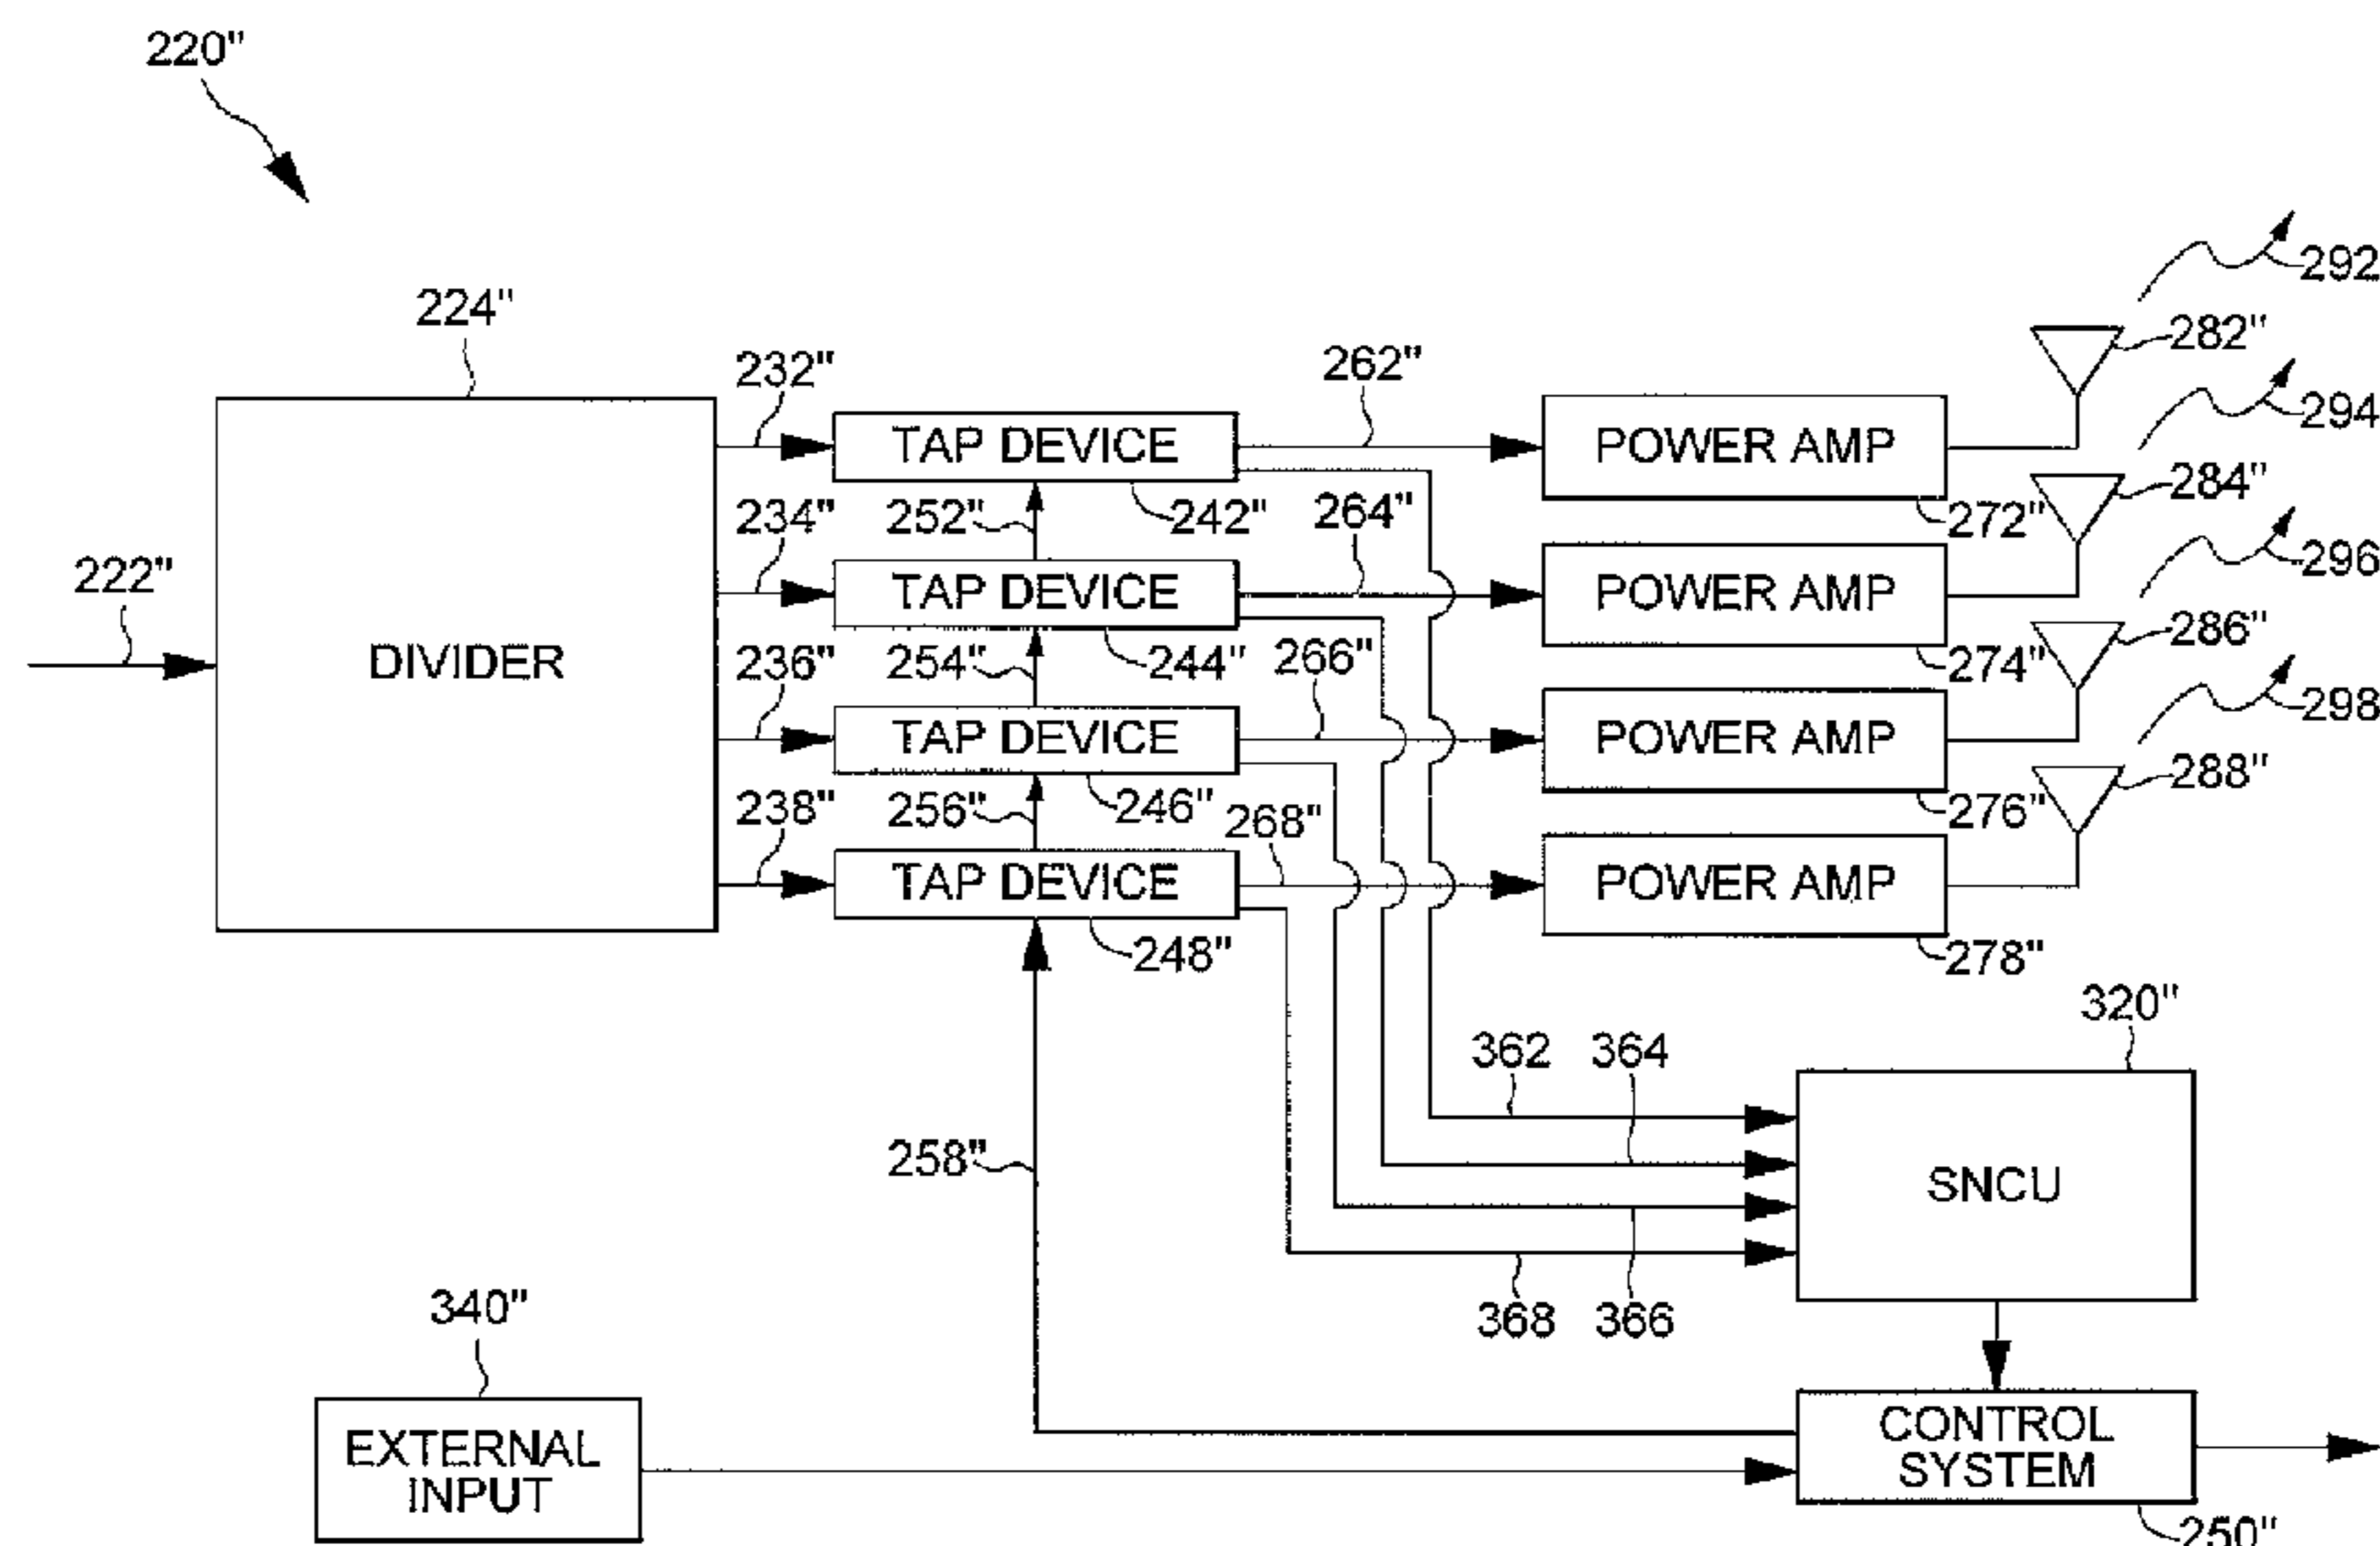 220"
292
224"
282"
232"
262"
294
TAP DEVICE
POWER AMP
284"
234"
252"
242"
264"
272"
222"
TAP DEVICE
POWER AMP
296
DIVIDER
236"
254"
244"
266"
274"
286"
TAP DEVICE
POWER AMP
298
238"
256"
246"
268"
276"
288"
TAP DEVICE
POWER AMP
248"
278"
320"
362
364
258"
SNCU
340"
368
366
EXTERNAL
INPUT
CONTROL
SYSTEM
250"